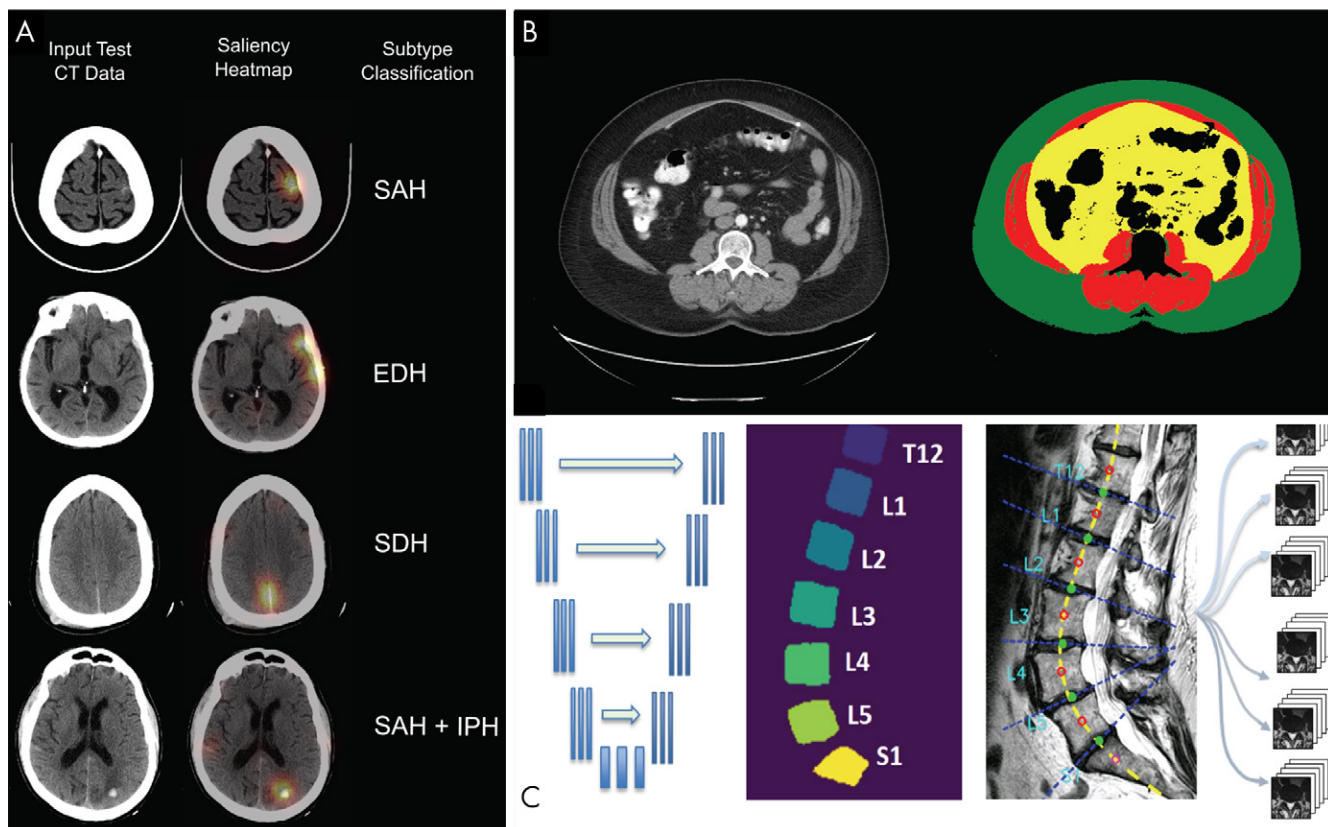 A
Input Test
CT Data
Saliency
Heatmap
Subtype
Classification
SAH
EDH
SDH
SAH + IPH
B
C
T12
L1
L2
L3
L4
L5
S1
T12
L1
L2
L3
L4
L5
S1